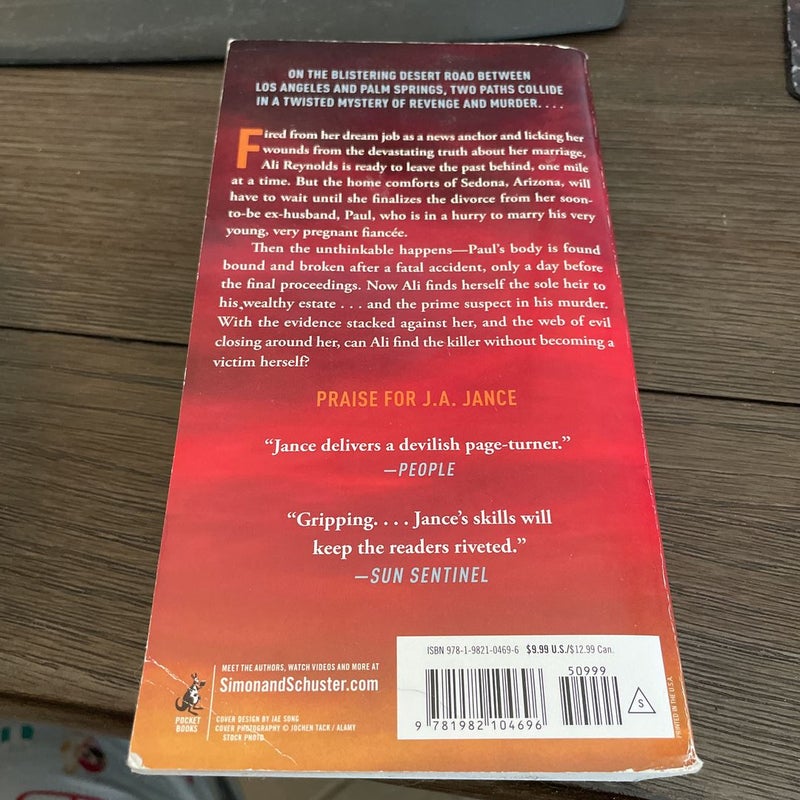 ON THE BLISTERING DESERT ROAD BETWEEN
LOS ANGELES AND PALM SPRINGS, TWO PATHS COLLIDE
IN A TWISTED MYSTERY OF REVENGE AND MURDER. . . .
Fired from her dream job as a news anchor and licking her
wounds from the devastating truth about her marriage,
Ali Reynolds is ready to leave the past behind, one mile
at a time. But the home comforts of Sedona, Arizona, will
have to wait until she finalizes the divorce from her soon-
to-be ex-husband, Paul, who is in a hurry to marry his very
young, very pregnant fiancée.
Then the unthinkable happens—Paul's body is found
bound and broken after a fatal accident, only a day before
the final proceedings. Now Ali finds herself the sole heir to
his wealthy estate . . . and the prime suspect in his murder.
With the evidence stacked against her, and the web of evil
closing around her, can Ali find the killer without becoming a
victim herself?
PRAISE FOR J.A. JANCE
“Jance delivers a devilish page-turner.”
—PEOPLE
“Gripping. . . . Jance's skills will
keep the readers riveted.”
—SUN SENTINEL
ISBN 978-1-9821-0469-6 $9.99 U.S./$12.99 Can.
50999
9 781982 104696
S
PRINTED IN THE U.S.A.
MEET THE AUTHORS, WATCH VIDEOS AND MORE AT
SimonandSchuster.com
POCKET
BOOKS
COVER DESIGN BY JAE SONG
COVER PHOTOGRAPHY © JOCHEN TACK / ALAMY
STOCK PHOTO